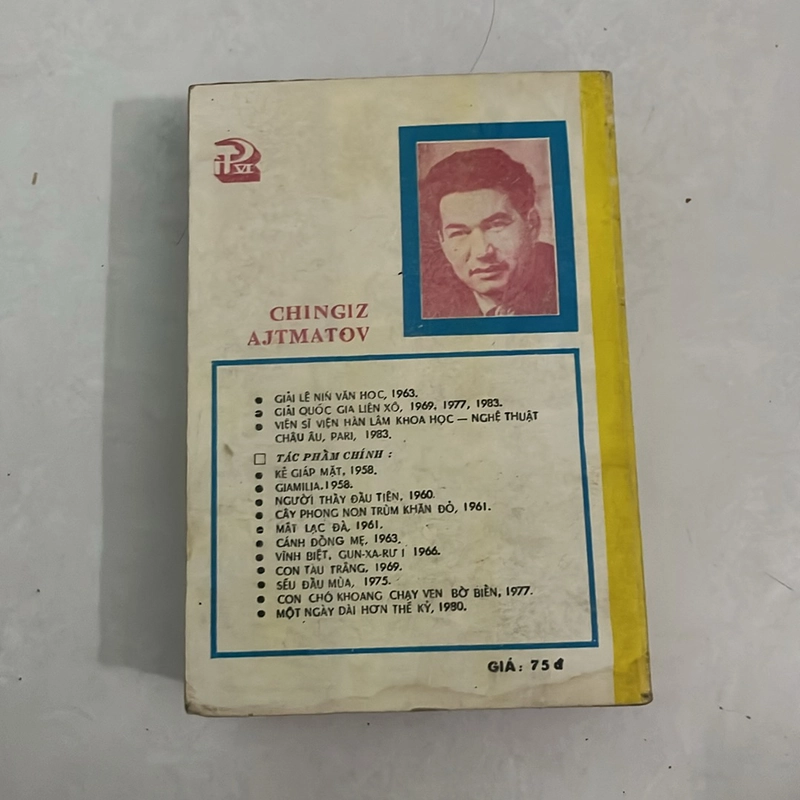 CHINGIZ
AJTMATOV
• GIẢI LÊ NIN VĂN HỌC, 1963.
• GIẢI QUỐC GIA LIÊN XÔ, 1969, 1977, 1983.
• VIỆN SĨ VIỆN HÀN LÂM KHOA HỌC — NGHỆ THUẬT
CHÂU ÂU, PARI, 1983.
□ TÁC PHẨM CHÍNH :
• KẺ GIÁP MẶT, 1958.
• GIAMILIA.1958.
• NGƯỜI THẦY ĐẦU TIÊN, 1960.
• CÂY PHONG NON TRÙM KHĂN ĐỎ, 1961.
• MẮT LẠC ĐÀ, 1961.
• CÁNH ĐỒNG MẸ, 1963.
• VĨNH BIỆT, GUN-XA-RƯ ! 1966.
• CON TÀU TRẮNG, 1969.
• SẾU ĐẦU MÙA, 1975.
• CON CHÓ KHOANG CHẠY VEN BỜ BIỂN, 1977.
• MỘT NGÀY DÀI HƠN THẾ KỶ, 1980.
GIÁ : 75đ